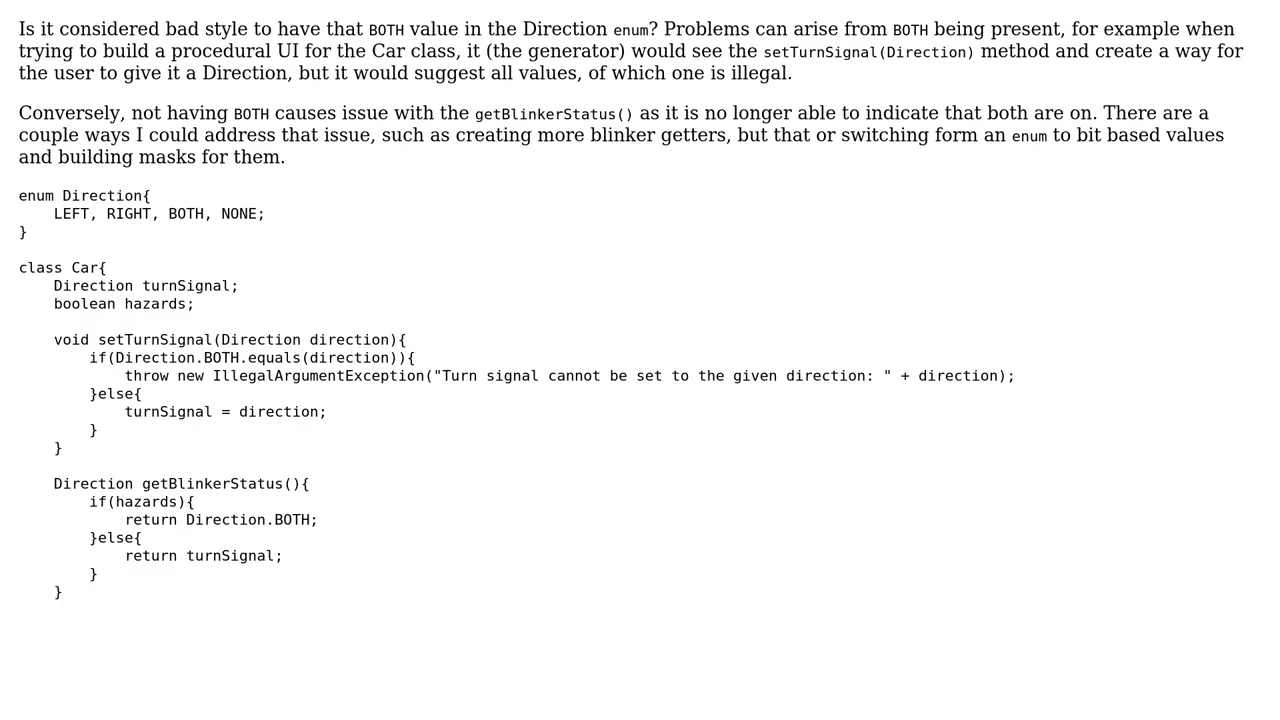 Is it considered bad style to have that BOTH value in the Direction enum? Problems can arise from BOTH being present, for example when
trying to build a procedural UI for the Car class, it (the generator) would see the setTurnSignal(Direction) method and create a way for
the user to give it a Direction, but it would suggest all values, of which one is illegal.
Conversely, not having BOTH causes issue with the getBlinkerStatus() as it is no longer able to indicate that both are on. There are a
couple ways I could address that issue, such as creating more blinker getters, but that or switching form an enum to bit based values
and building masks for them.
enum Direction{
    LEFT, RIGHT, BOTH, NONE;
}
class Car{
    Direction turnSignal;
    boolean hazards;
    void setTurnSignal(Direction direction){
        if(Direction.BOTH.equals(direction)){
            throw new IllegalArgumentException("Turn signal cannot be set to the given direction: " + direction);
        }else{
            turnSignal = direction;
        }
    }
    Direction getBlinkerStatus(){
        if(hazards){
            return Direction.BOTH;
        }else{
            return turnSignal;
        }
    }